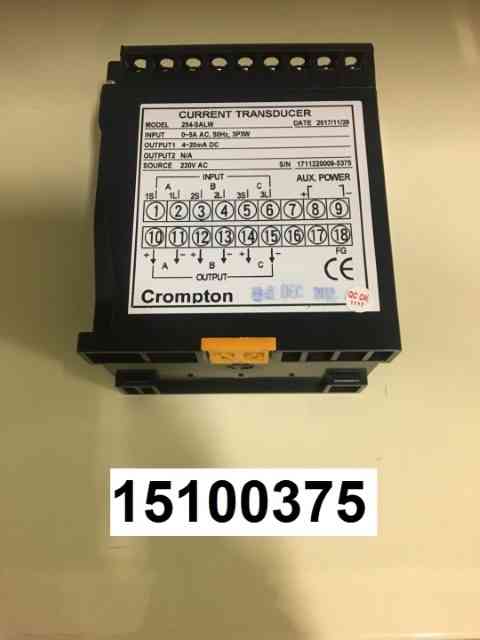 CURRENT TRANSDUCER
MODEL 254-SALW DATE 2017/11/29
INPUT 0~5A AC, 50Hz, 3P3W
OUTPUT1 4~20mA DC
OUTPUT2 N/A
SOURCE 220V AC S/N 1711220009-5375
INPUT AUX. POWER
A B C
1S 1L 2S 2L 3S 3L + -
1 2 3 4 5 6 7 8 9
10 11 12 13 14 15 16 17 18
+ - + - + - FG
A B C
OUTPUT
CE
Crompton DEC QC OK
15100375